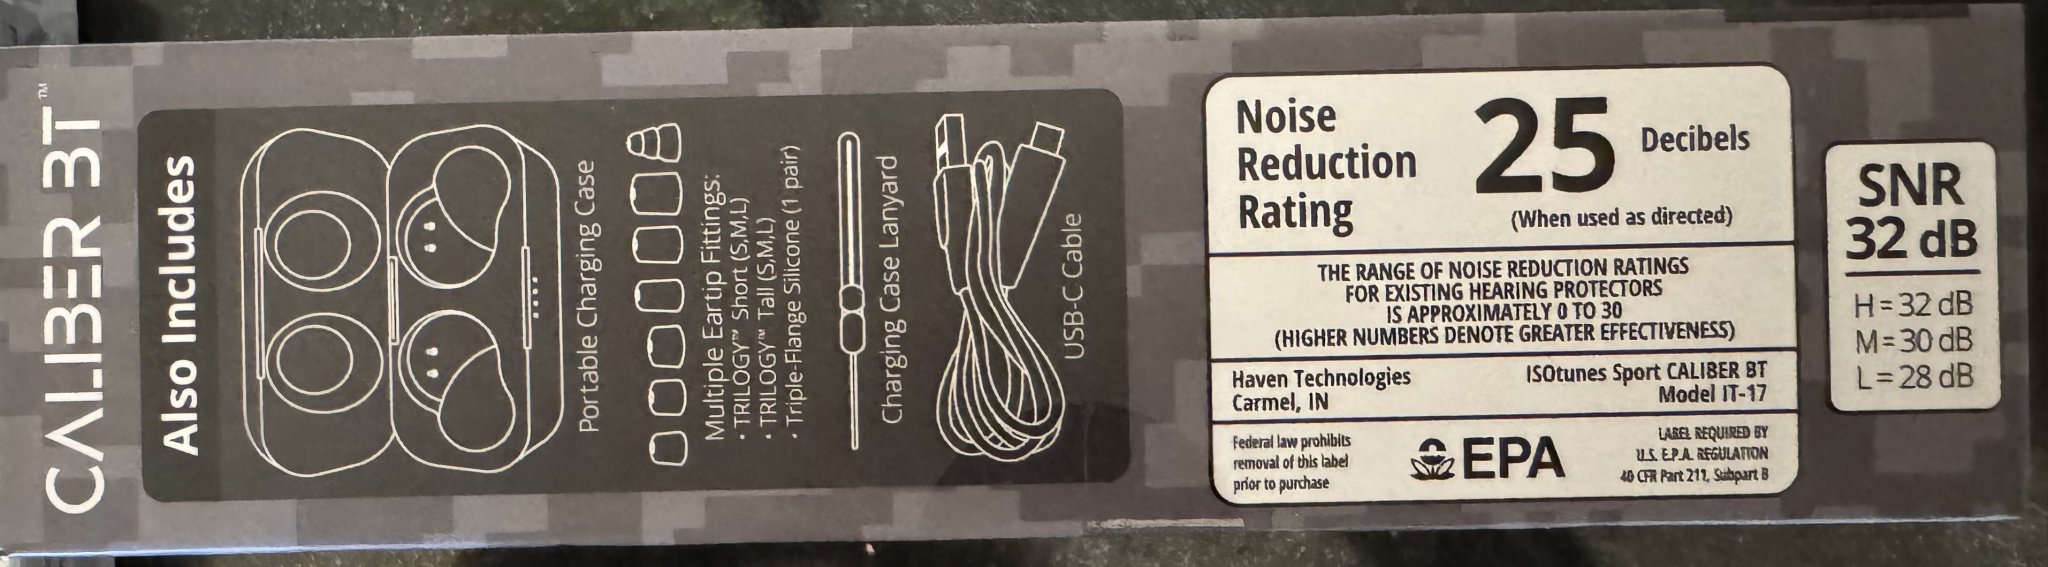 CALIBER BT™
Also Includes
Portable Charging Case
Multiple Eartip Fittings:
• TRILOGY™ Short (S,M,L)
• TRILOGY™ Tall (S,M,L)
• Triple-Flange Silicone (1 pair)
Charging Case Lanyard
USB-C Cable
Noise
Reduction
Rating
25
Decibels
(When used as directed)
THE RANGE OF NOISE REDUCTION RATINGS
FOR EXISTING HEARING PROTECTORS
IS APPROXIMATELY 0 TO 30
(HIGHER NUMBERS DENOTE GREATER EFFECTIVENESS)
Haven Technologies
Carmel, IN
ISOtunes Sport CALIBER BT
Model IT-17
Federal law prohibits
removal of this label
prior to purchase
EPA
LABEL REQUIRED BY
U.S. E.P.A. REGULATION
40 CFR Part 211, Subpart B
SNR
32 dB
H=32 dB
M=30 dB
L=28 dB